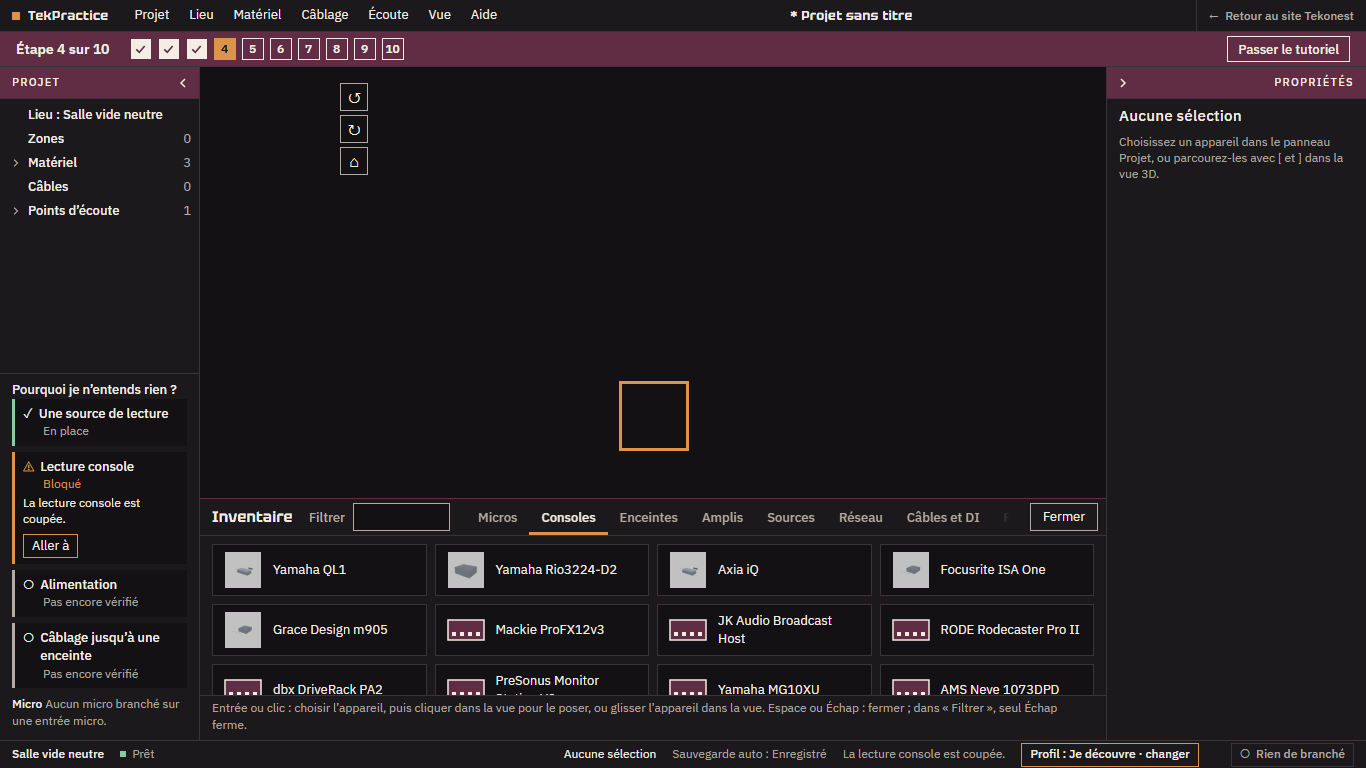 TekPractice Projet Lieu Matériel Câblage Écoute Vue Aide * Projet sans titre ← Retour au site Tekonest
Étape 4 sur 10 4 5 6 7 8 9 10 Passer le tutoriel
PROJET
Lieu : Salle vide neutre
Zones 0
Matériel 3
Câbles 0
Points d'écoute 1
Pourquoi je n'entends rien ?
✓ Une source de lecture
En place
⚠ Lecture console
Bloqué
La lecture console est
coupée.
Aller à
Alimentation
Pas encore vérifié
Câblage jusqu'à une
enceinte
Pas encore vérifié
Micro Aucun micro branché sur
une entrée micro.
PROPRIÉTÉS
Aucune sélection
Choisissez un appareil dans le panneau
Projet, ou parcourez-les avec [ et ] dans la
vue 3D.
Inventaire Filtrer Micros Consoles Enceintes Amplis Sources Réseau Câbles et DI Fermer
Yamaha QL1
Yamaha Rio3224-D2
Axia iQ
Focusrite ISA One
Grace Design m905
Mackie ProFX12v3
JK Audio Broadcast
Host
RODE Rodecaster Pro II
dbx DriveRack PA2
PreSonus Monitor
Yamaha MG10XU
AMS Neve 1073DPD
Entrée ou clic : choisir l'appareil, puis cliquer dans la vue pour le poser, ou glisser l'appareil dans la vue. Espace ou Échap : fermer ; dans « Filtrer », seul Échap
ferme.
Salle vide neutre Prêt Aucune sélection Sauvegarde auto : Enregistré La lecture console est coupée. Profil : Je découvre · changer Rien de branché